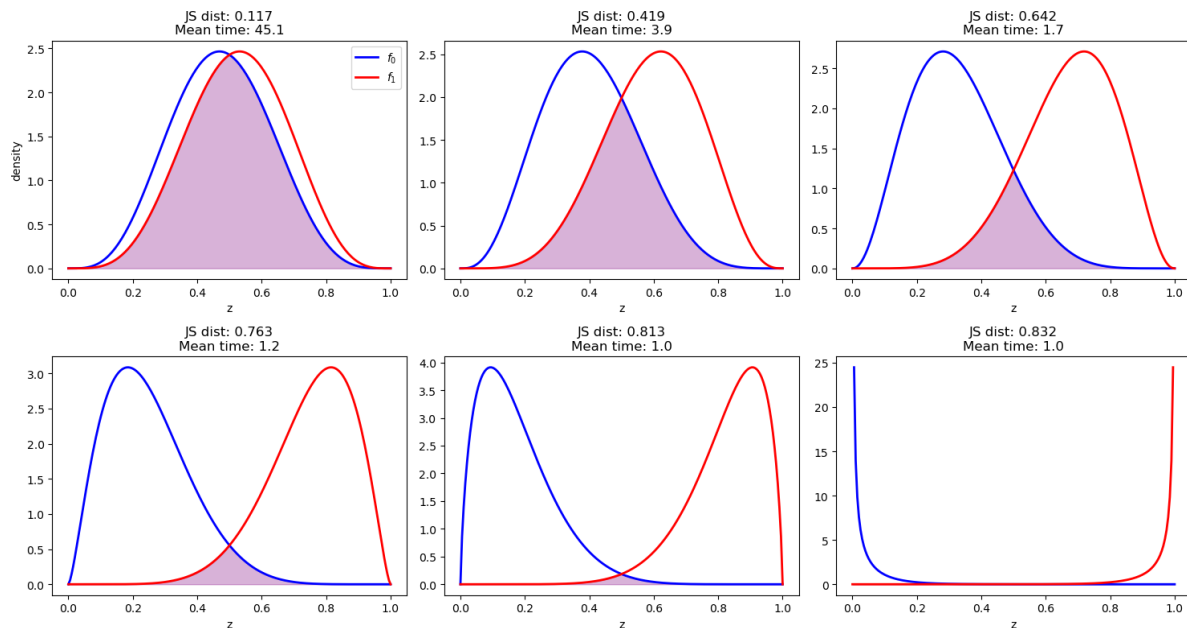 JS dist: 0.117
Mean time: 45.1
2.5
2.0
1.5
1.0
0.5
0.0
density
f₀
f₁
0.0 0.2 0.4 0.6 0.8 1.0
z
JS dist: 0.419
Mean time: 3.9
2.5
2.0
1.5
1.0
0.5
0.0
0.0 0.2 0.4 0.6 0.8 1.0
z
JS dist: 0.642
Mean time: 1.7
2.5
2.0
1.5
1.0
0.5
0.0
0.0 0.2 0.4 0.6 0.8 1.0
z
JS dist: 0.763
Mean time: 1.2
3.0
2.5
2.0
1.5
1.0
0.5
0.0
0.0 0.2 0.4 0.6 0.8 1.0
z
JS dist: 0.813
Mean time: 1.0
4.0
3.5
3.0
2.5
2.0
1.5
1.0
0.5
0.0
0.0 0.2 0.4 0.6 0.8 1.0
z
JS dist: 0.832
Mean time: 1.0
25
20
15
10
5
0
0.0 0.2 0.4 0.6 0.8 1.0
z